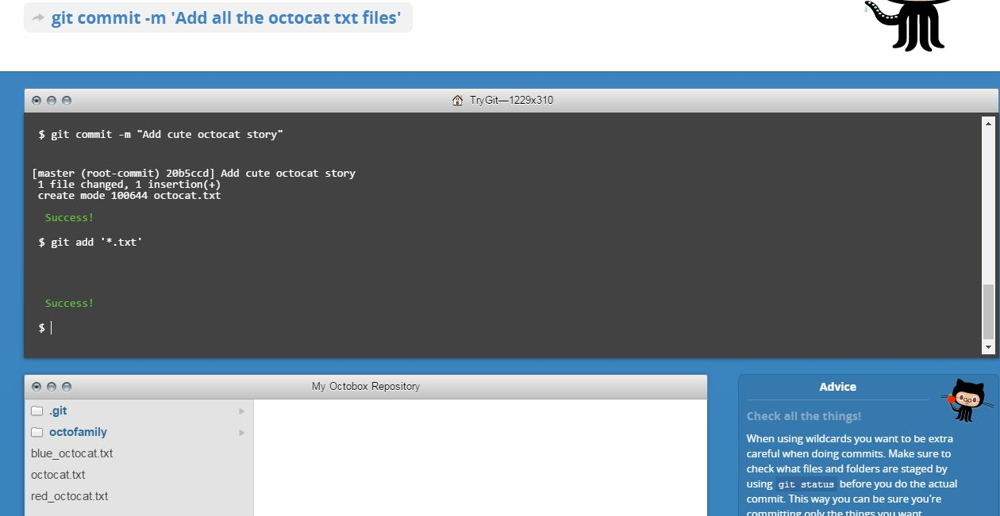 git commit -m 'Add all the octocat txt files'
TryGit—1229x310
$ git commit -m "Add cute octocat story"
[master (root-commit) 20b5ccd] Add cute octocat story
1 file changed, 1 insertion(+)
create mode 100644 octocat.txt
Success!
$ git add '*.txt'
Success!
$
My Octobox Repository
.git
octofamily
blue_octocat.txt
octocat.txt
red_octocat.txt
Advice
Check all the things!
When using wildcards you want to be extra
careful when doing commits. Make sure to
check what files and folders are staged by
using git status before you do the actual
commit. This way you can be sure you're
committing only the things you want.